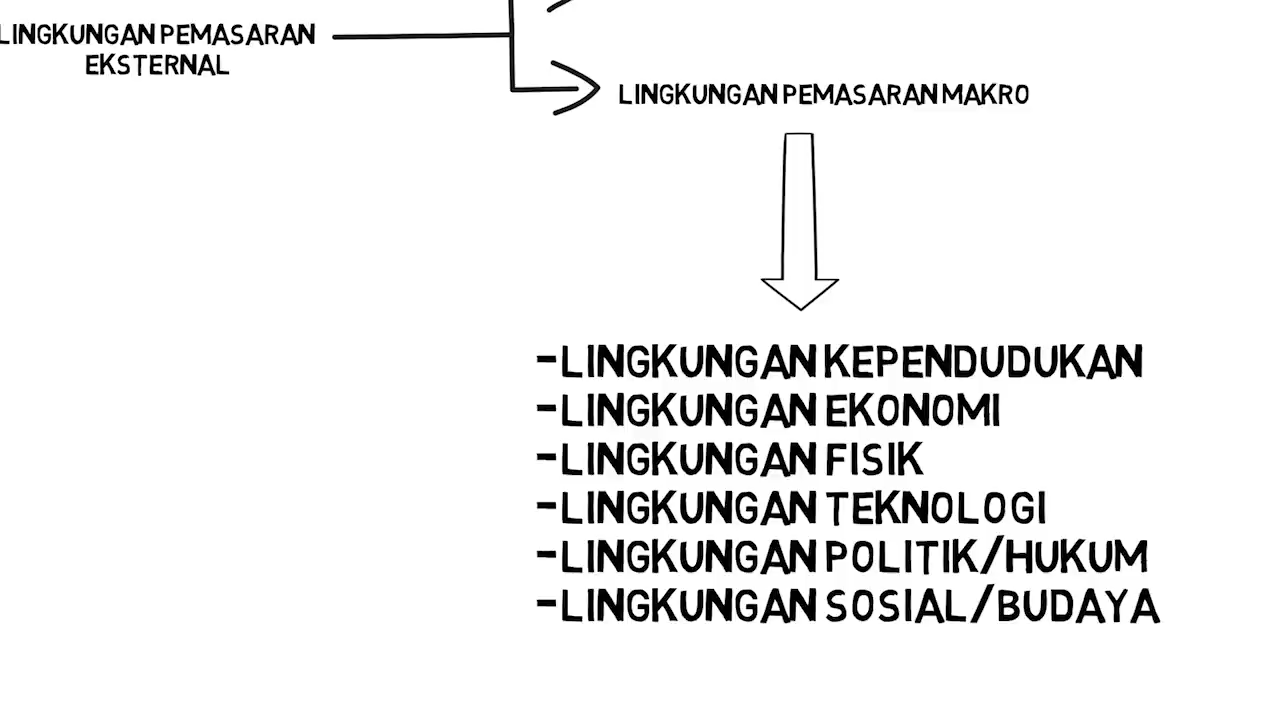 LINGKUNGAN PEMASARAN
EKSTERNAL
LINGKUNGAN PEMASARAN MAKRO
-LINGKUNGAN KEPENDUDUKAN
-LINGKUNGAN EKONOMI
-LINGKUNGAN FISIK
-LINGKUNGAN TEKNOLOGI
-LINGKUNGAN POLITIK/HUKUM
-LINGKUNGAN SOSIAL/BUDAYA